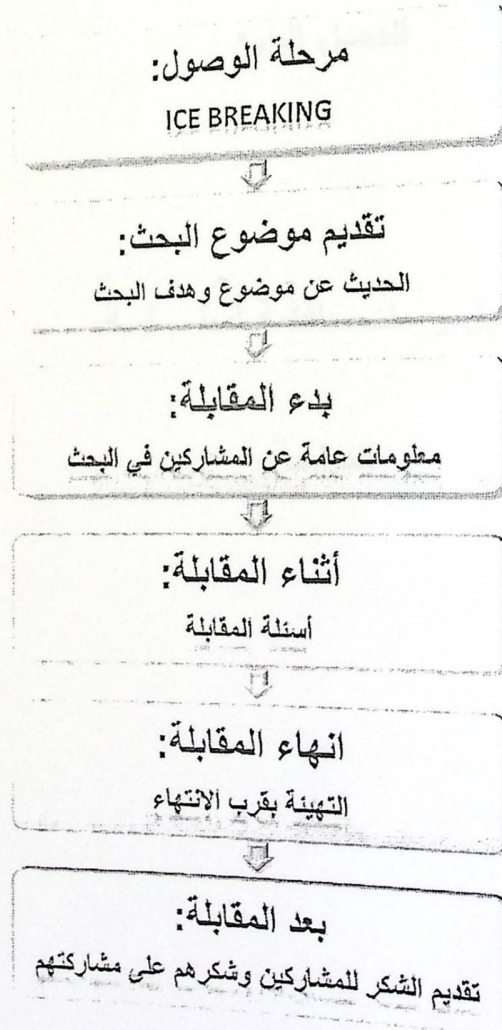 مرحلة الوصول:
ICE BREAKING
تقديم موضوع البحث:
الحديث عن موضوع وهدف البحث
بدء المقابلة:
معلومات عامة عن المشاركين في البحث
أثناء المقابلة:
أسئلة المقابلة
انهاء المقابلة:
التهيئة بقرب الانتهاء
بعد المقابلة:
تقديم الشكر للمشاركين وشكرهم على مشاركتهم